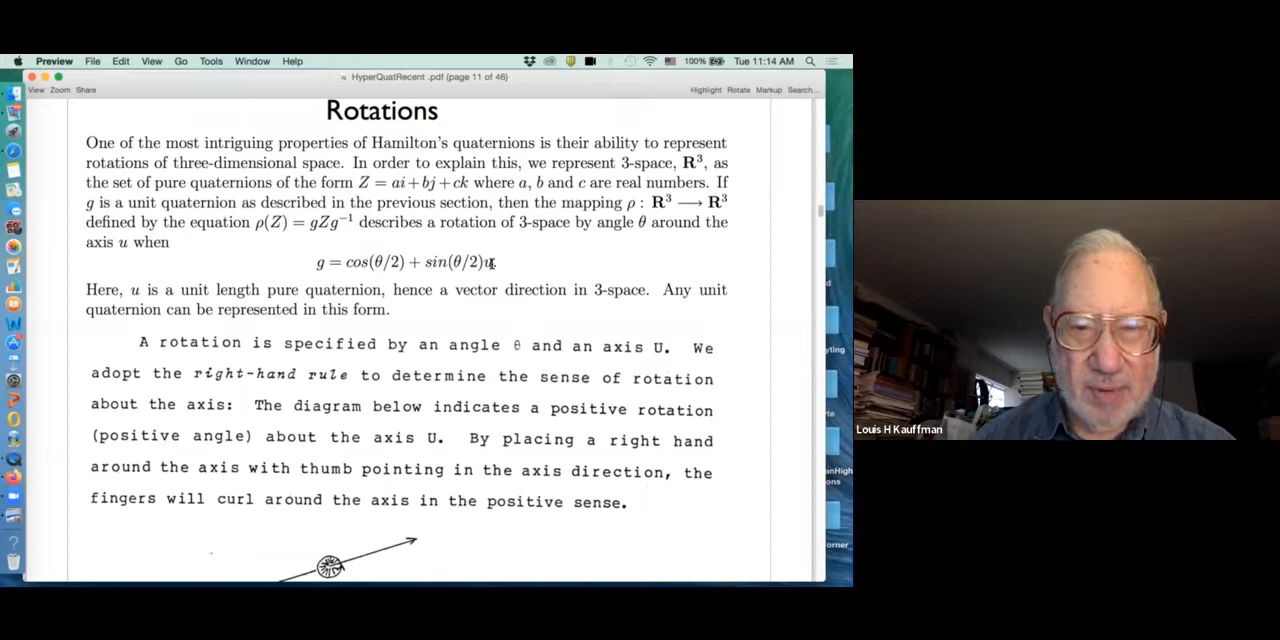 Preview File Edit View Go Tools Window Help
100% Tue 11:14 AM
HyperQuatRecent .pdf (page 11 of 46)
View Zoom Share
Highlight Rotate Markup Search...
Rotations
One of the most intriguing properties of Hamilton's quaternions is their ability to represent
rotations of three-dimensional space. In order to explain this, we represent 3-space, R³, as
the set of pure quaternions of the form Z = ai + bj + ck where a, b and c are real numbers. If
g is a unit quaternion as described in the previous section, then the mapping ρ : R³ ⟶ R³
defined by the equation ρ(Z) = gZg⁻¹ describes a rotation of 3-space by angle θ around the
axis u when
g = cos(θ/2) + sin(θ/2)u.
Here, u is a unit length pure quaternion, hence a vector direction in 3-space. Any unit
quaternion can be represented in this form.
A rotation is specified by an angle θ and an axis U. We
adopt the right-hand rule to determine the sense of rotation
about the axis: The diagram below indicates a positive rotation
(positive angle) about the axis U. By placing a right hand
around the axis with thumb pointing in the axis direction, the
fingers will curl around the axis in the positive sense.
Louis H Kauffman